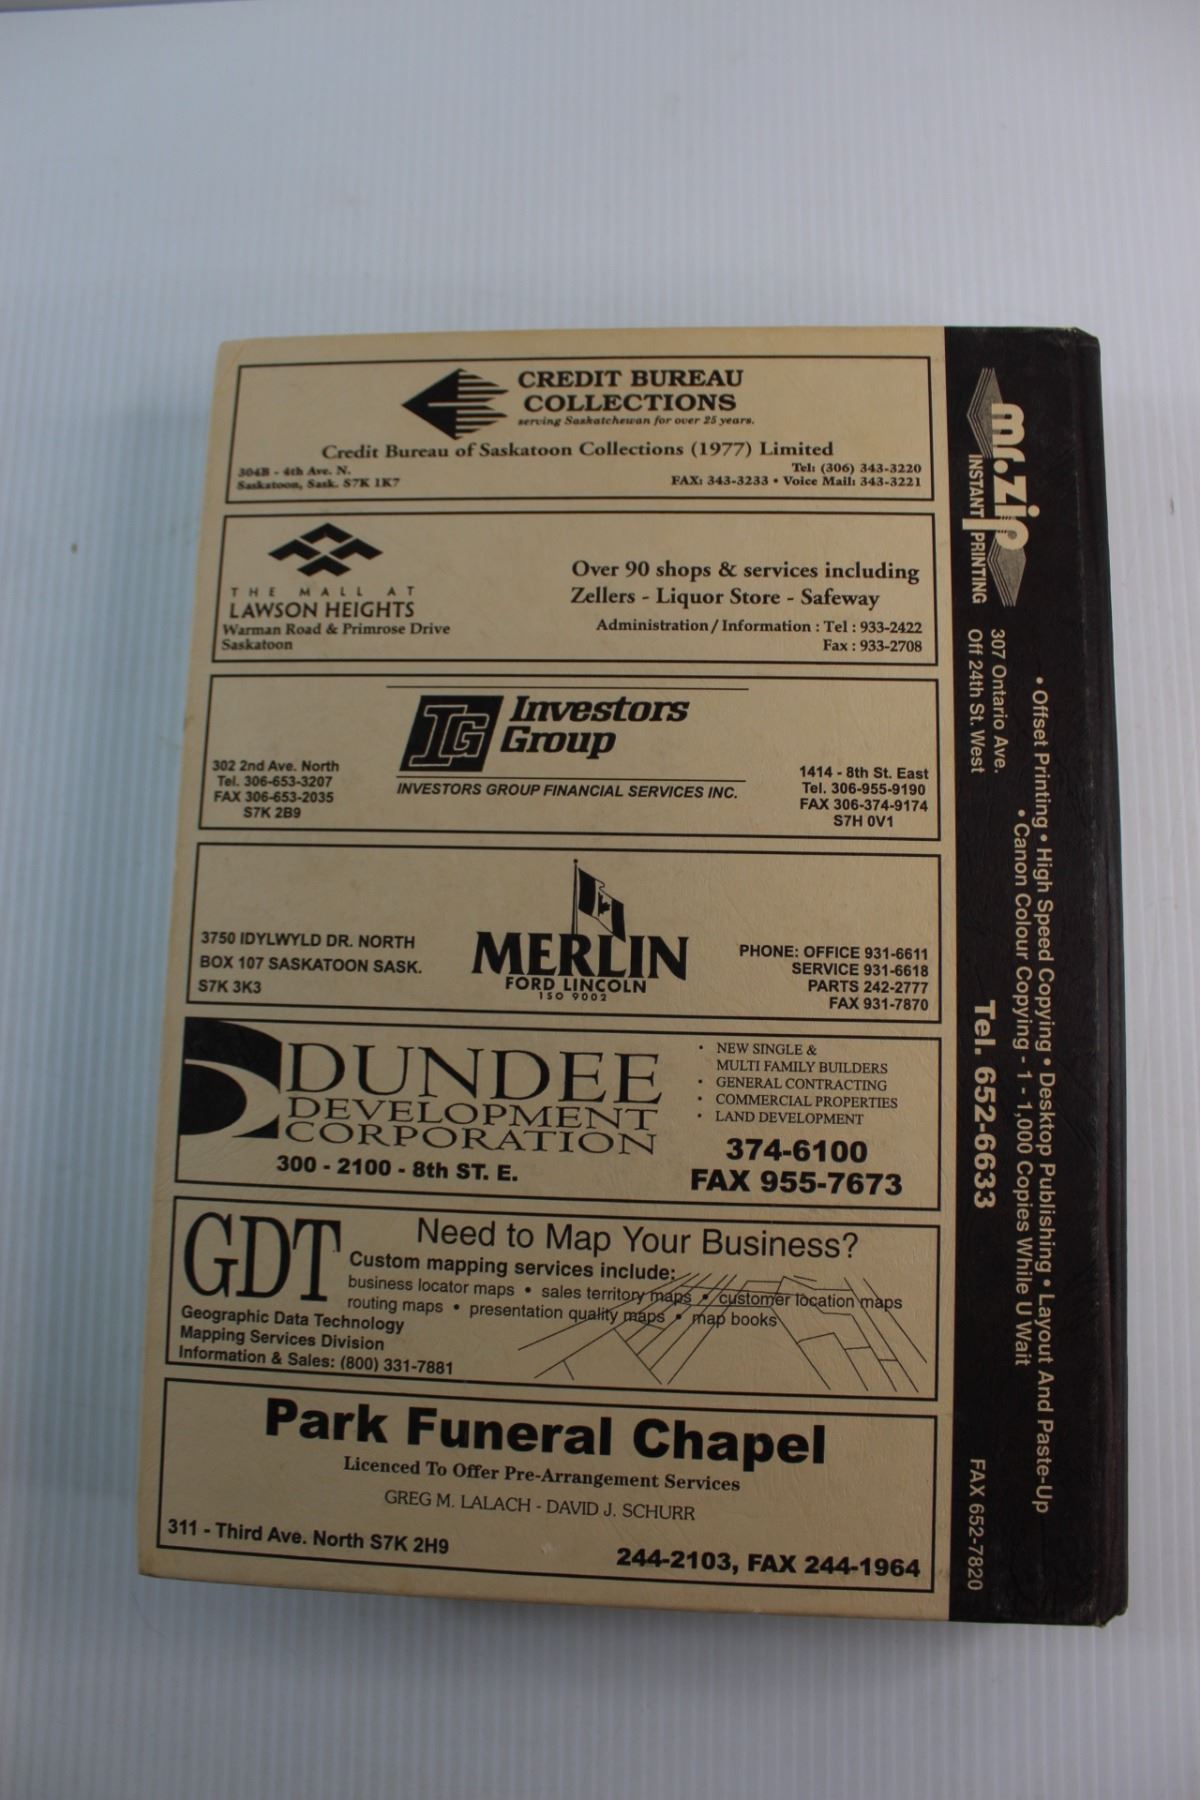 CREDIT BUREAU
COLLECTIONS
serving Saskatchewan for over 25 years.
Credit Bureau of Saskatoon Collections (1977) Limited
304B - 4th Ave. N.
Saskatoon, Sask. S7K 1K7
Tel: (306) 343-3220
FAX: 343-3233 • Voice Mail: 343-3221
THE MALL AT
LAWSON HEIGHTS
Warman Road & Primrose Drive
Saskatoon
Over 90 shops & services including
Zellers - Liquor Store - Safeway
Administration / Information : Tel : 933-2422
Fax : 933-2708
IG
Investors
Group
INVESTORS GROUP FINANCIAL SERVICES INC.
302 2nd Ave. North
Tel. 306-653-3207
FAX 306-653-2035
S7K 2B9
1414 - 8th St. East
Tel. 306-955-9190
FAX 306-374-9174
S7H 0V1
3750 IDYLWYLD DR. NORTH
BOX 107 SASKATOON SASK.
S7K 3K3
MERLIN
FORD LINCOLN
ISO 9002
PHONE: OFFICE 931-6611
SERVICE 931-6618
PARTS 242-2777
FAX 931-7870
DUNDEE
DEVELOPMENT
CORPORATION
300 - 2100 - 8th ST. E.
• NEW SINGLE &
MULTI FAMILY BUILDERS
• GENERAL CONTRACTING
• COMMERCIAL PROPERTIES
• LAND DEVELOPMENT
374-6100
FAX 955-7673
GDT
Need to Map Your Business?
Custom mapping services include:
business locator maps • sales territory maps • customer location maps
routing maps • presentation quality maps • map books
Geographic Data Technology
Mapping Services Division
Information & Sales: (800) 331-7881
Park Funeral Chapel
Licenced To Offer Pre-Arrangement Services
GREG M. LALACH - DAVID J. SCHURR
311 - Third Ave. North S7K 2H9
244-2103, FAX 244-1964
mr. zip
INSTANT PRINTING
• Offset Printing • High Speed Copying • Desktop Publishing • Layout And Paste-Up
• Canon Colour Copying - 1 - 1,000 Copies While U Wait
307 Ontario Ave.
Off 24th St. West
Tel. 652-6633
FAX 652-7820